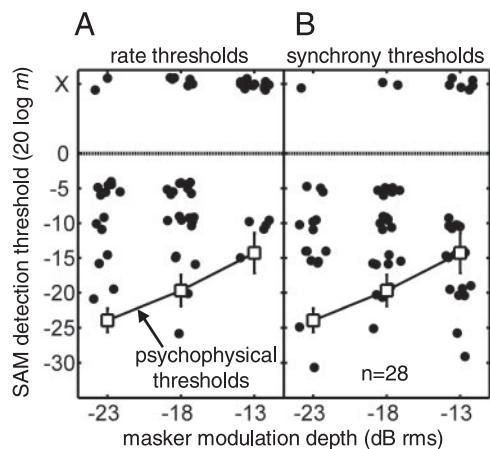 A
B
rate thresholds
synchrony thresholds
SAM detection threshold (20 log m)
X
0
-5
-10
-15
-20
-25
-30
psychophysical
thresholds
n=28
-23 -18 -13 -23 -18 -13
masker modulation depth (dB rms)